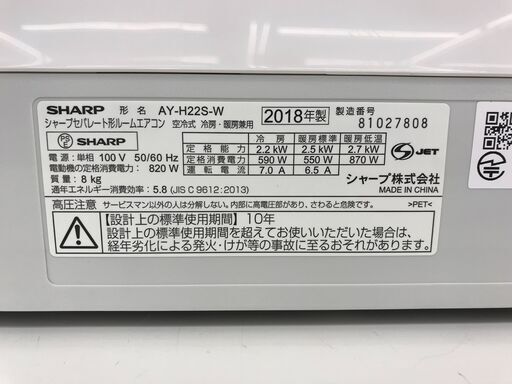 SHARP 形名 AY-H22S-W 2018年製 製造番号 81027808
シャープセパレート形ルームエアコン 空冷式 冷房・暖房兼用
PS E SHARP
冷房 暖房 暖房低温
定格能力 2.2 kW 2.5 kW 2.7 kW
定格消費電力 590 W 550 W 870 W
運転電流 7.0 A 6.5 A
S JET
電源:単相 100 V 50/60 Hz
電動機の定格消費電力: 820 W
質量:8 kg
通年エネルギー消費効率:5.8 (JIS C 9612:2013)
シャープ株式会社
MADE IN CHINA
高圧注意 サービスマン以外の人は分解しないでください。内部に高電圧部があり、さわると危険です。
>PET<
【設計上の標準使用期間】10年
設計上の標準使用期間を超えてお使いいただいた場合は、
経年劣化による発火・けが等の事故に至るおそれがあります。